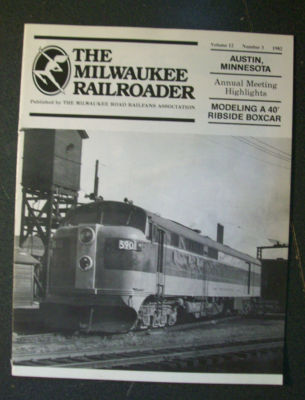 THE
MILWAUKEE
RAILROADER
Published by THE MILWAUKEE ROAD RAILFANS ASSOCIATION
Volume 12 Number 3 1982
AUSTIN,
MINNESOTA
Annual Meeting
Highlights
MODELING A 40'
RIBSIDE BOXCAR
5901